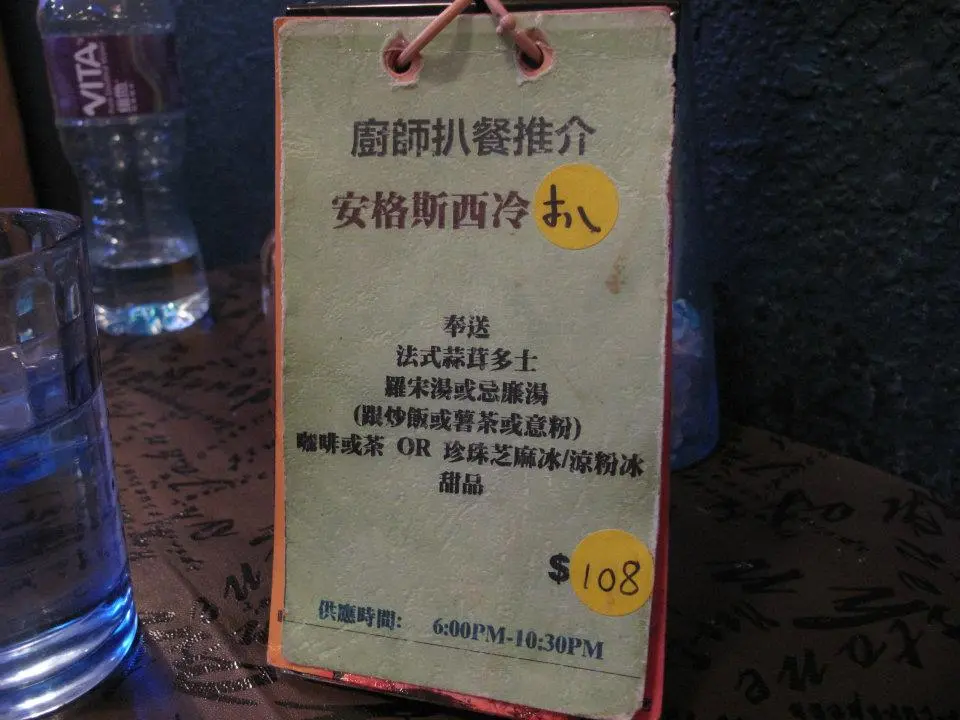 VITA
廚師扒餐推介
安格斯西冷扒
奉送
法式蒜茸多士
羅宋湯或忌廉湯
(跟炒飯或薯茶或意粉)
咖啡或茶 OR 珍珠芝麻冰/涼粉冰
甜品
$108
供應時間: 6:00PM-10:30PM